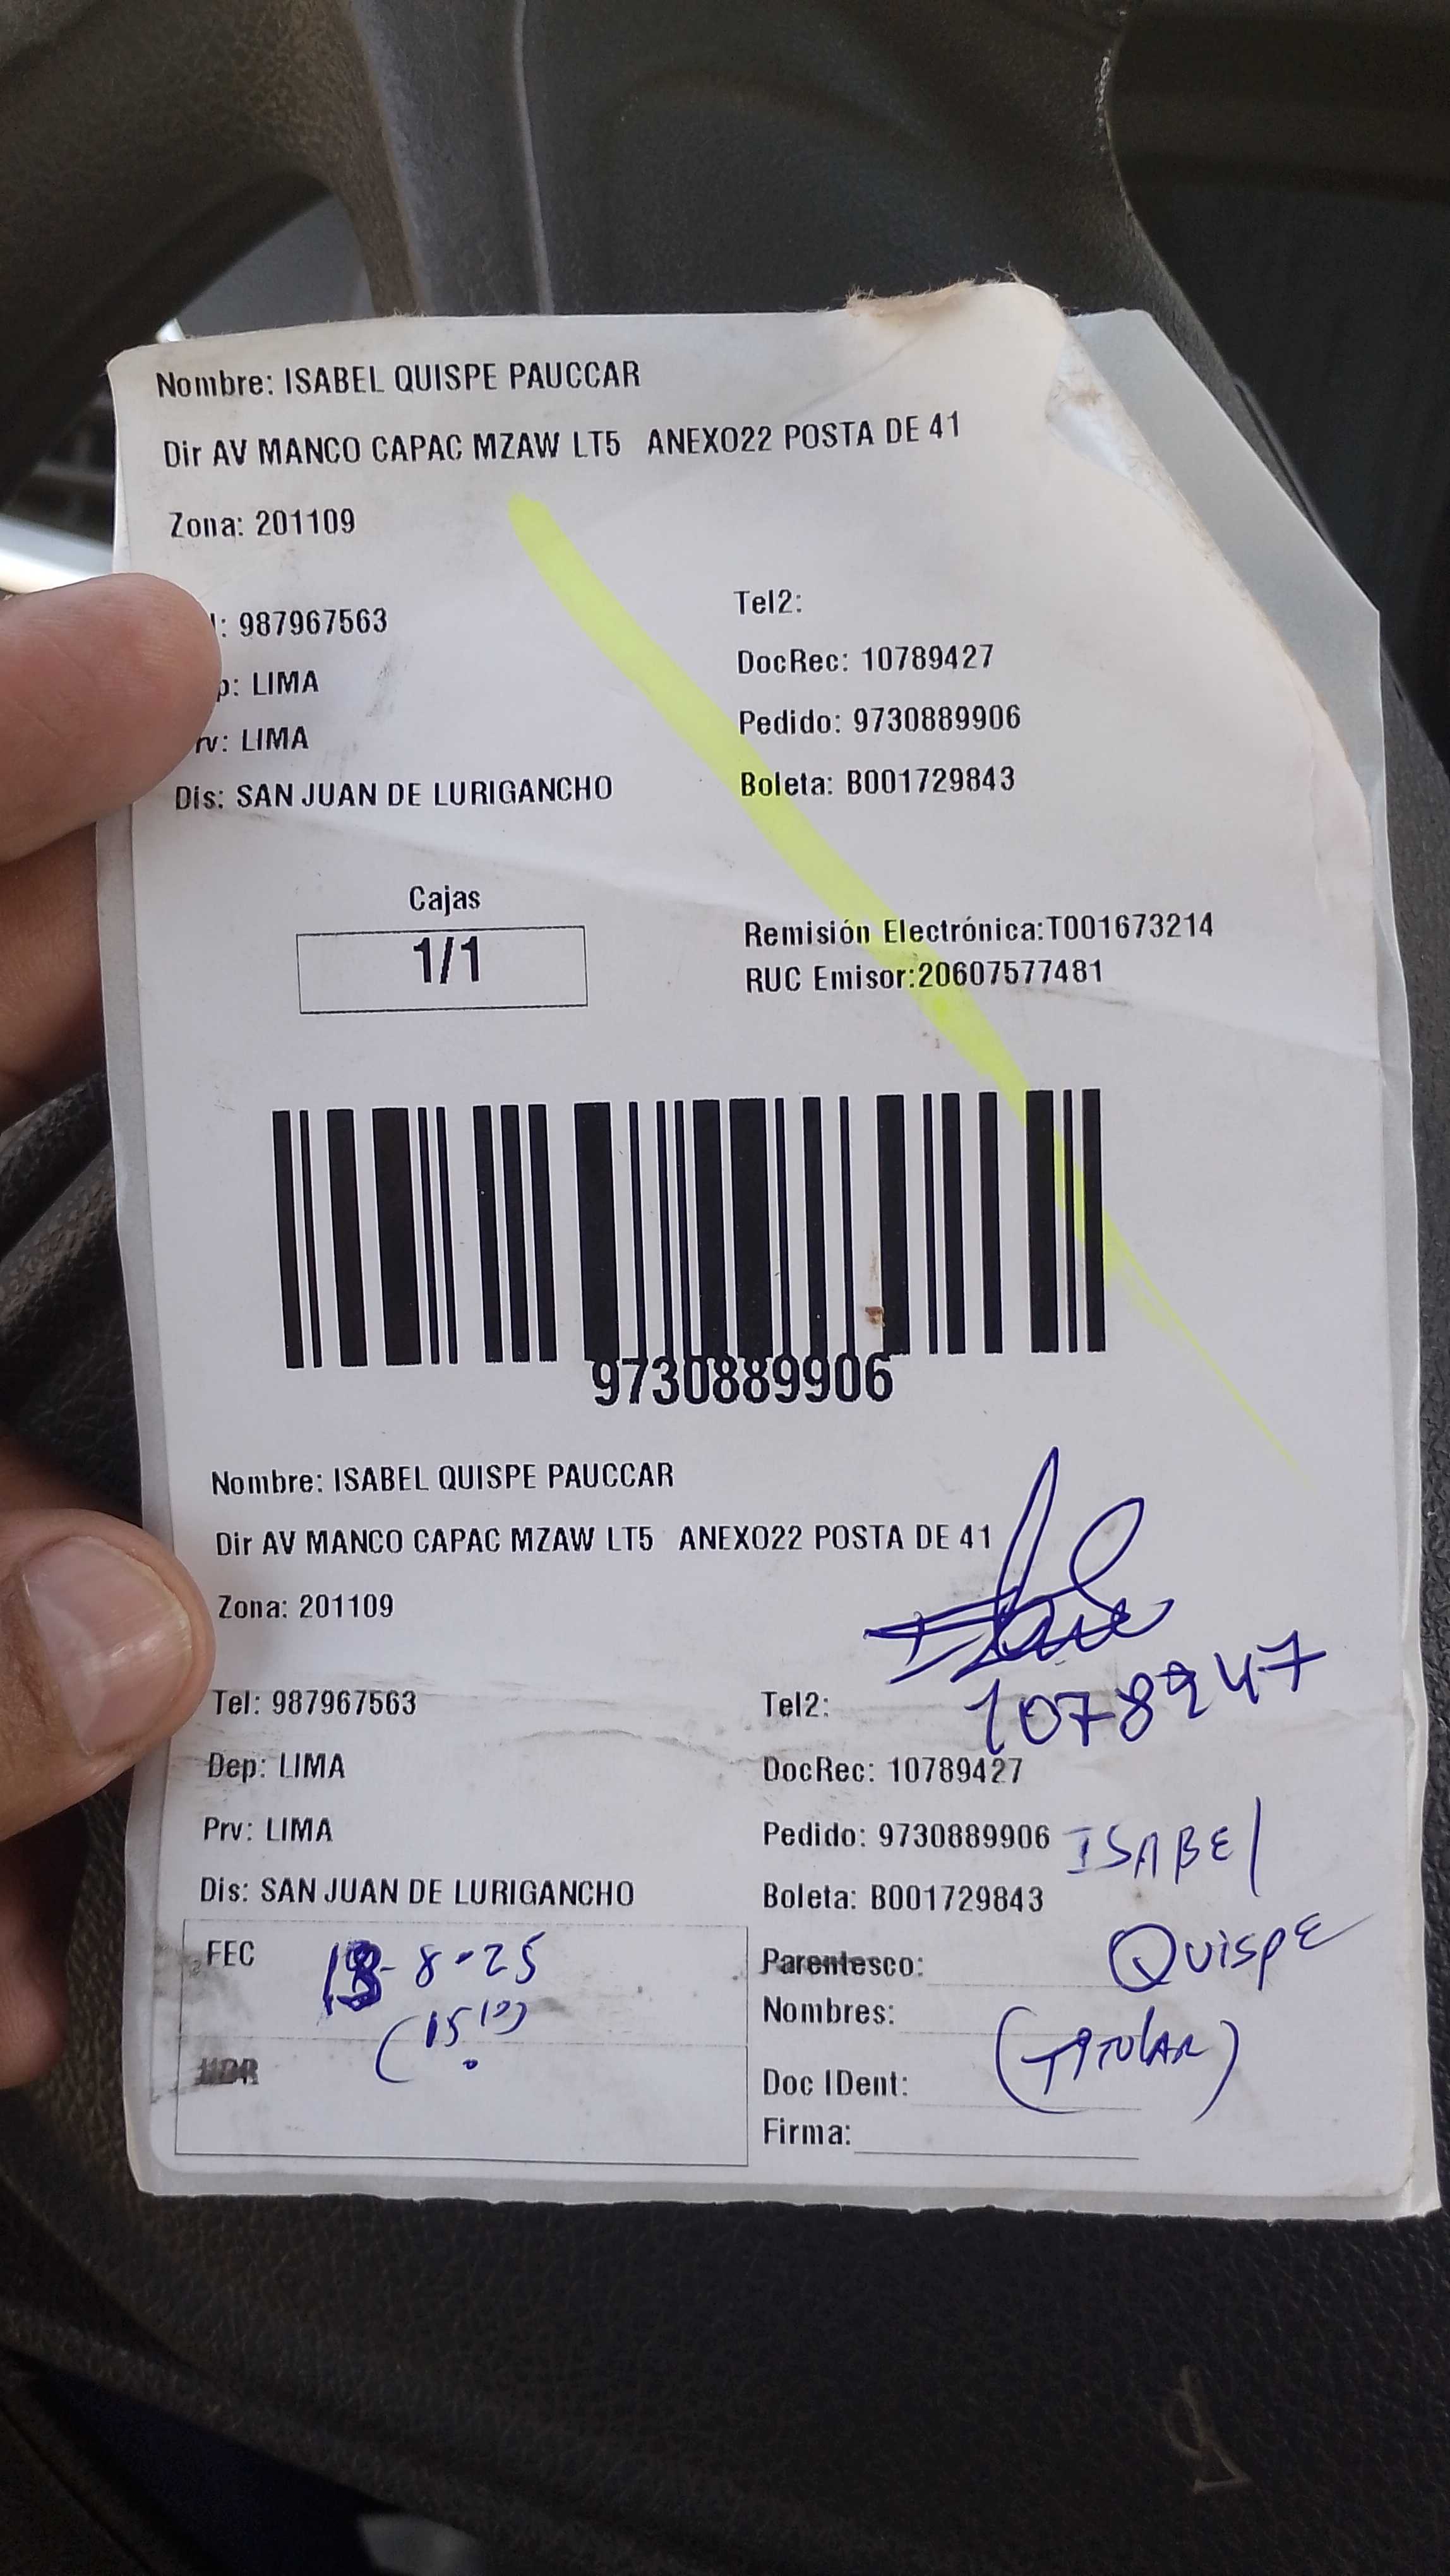 Nombre: ISABEL QUISPE PAUCCAR
Dir AV MANCO CAPAC MZAW LT5 ANEXO22 POSTA DE 41
Zona: 201109
: 987967563
Tel2:
p: LIMA
DocRec: 10789427
rv: LIMA
Pedido: 9730889906
Dis: SAN JUAN DE LURIGANCHO
Boleta: B001729843
Cajas
1/1
Remisión Electrónica:T001673214
RUC Emisor:20607577481
9730889906
Nombre: ISABEL QUISPE PAUCCAR
Dir AV MANCO CAPAC MZAW LT5 ANEXO22 POSTA DE 41
Zona: 201109
1078947
Tel: 987967563
Tel2:
Dep: LIMA
DocRec: 10789427
Prv: LIMA
Pedido: 9730889906
ISABEl
Dis: SAN JUAN DE LURIGANCHO
Boleta: B001729843
QuispE
FEC
8-25
Parentesco:
Nombres:
(TITULAR)
HDR
Doc IDent:
Firma: